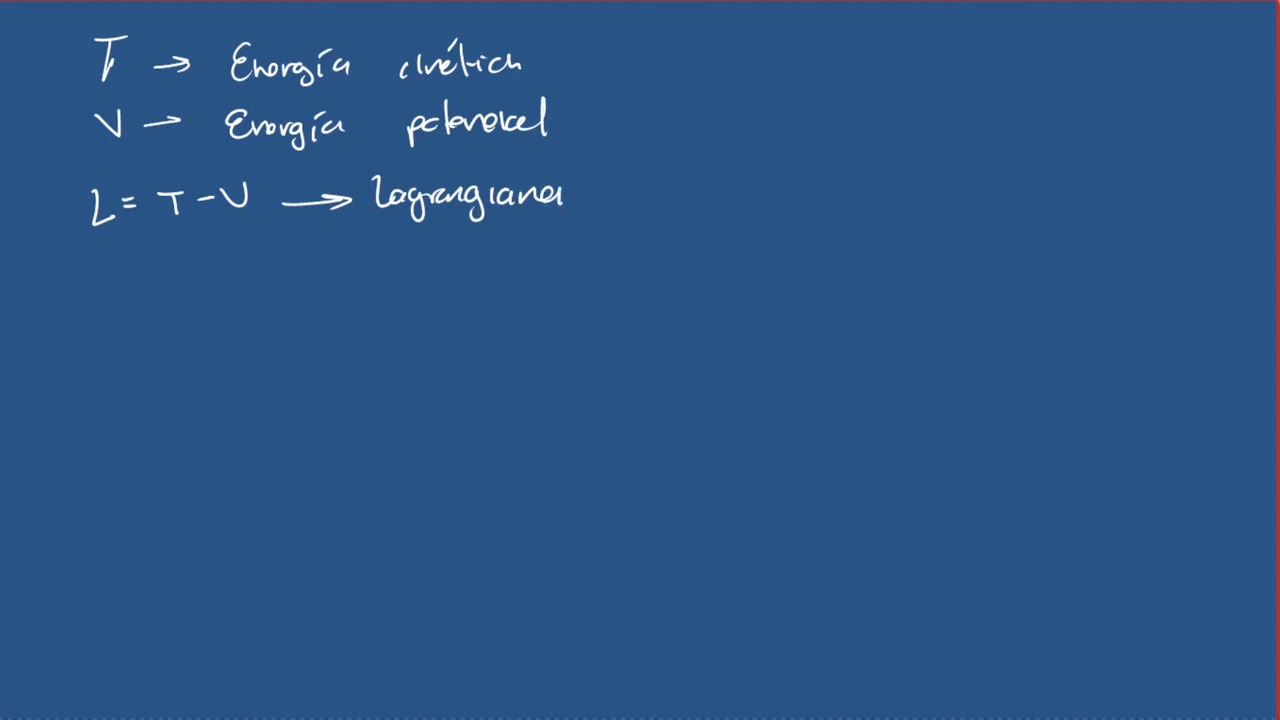 T → Energía cinética
V → Energía potencial
L = T - V → Lagrangiana